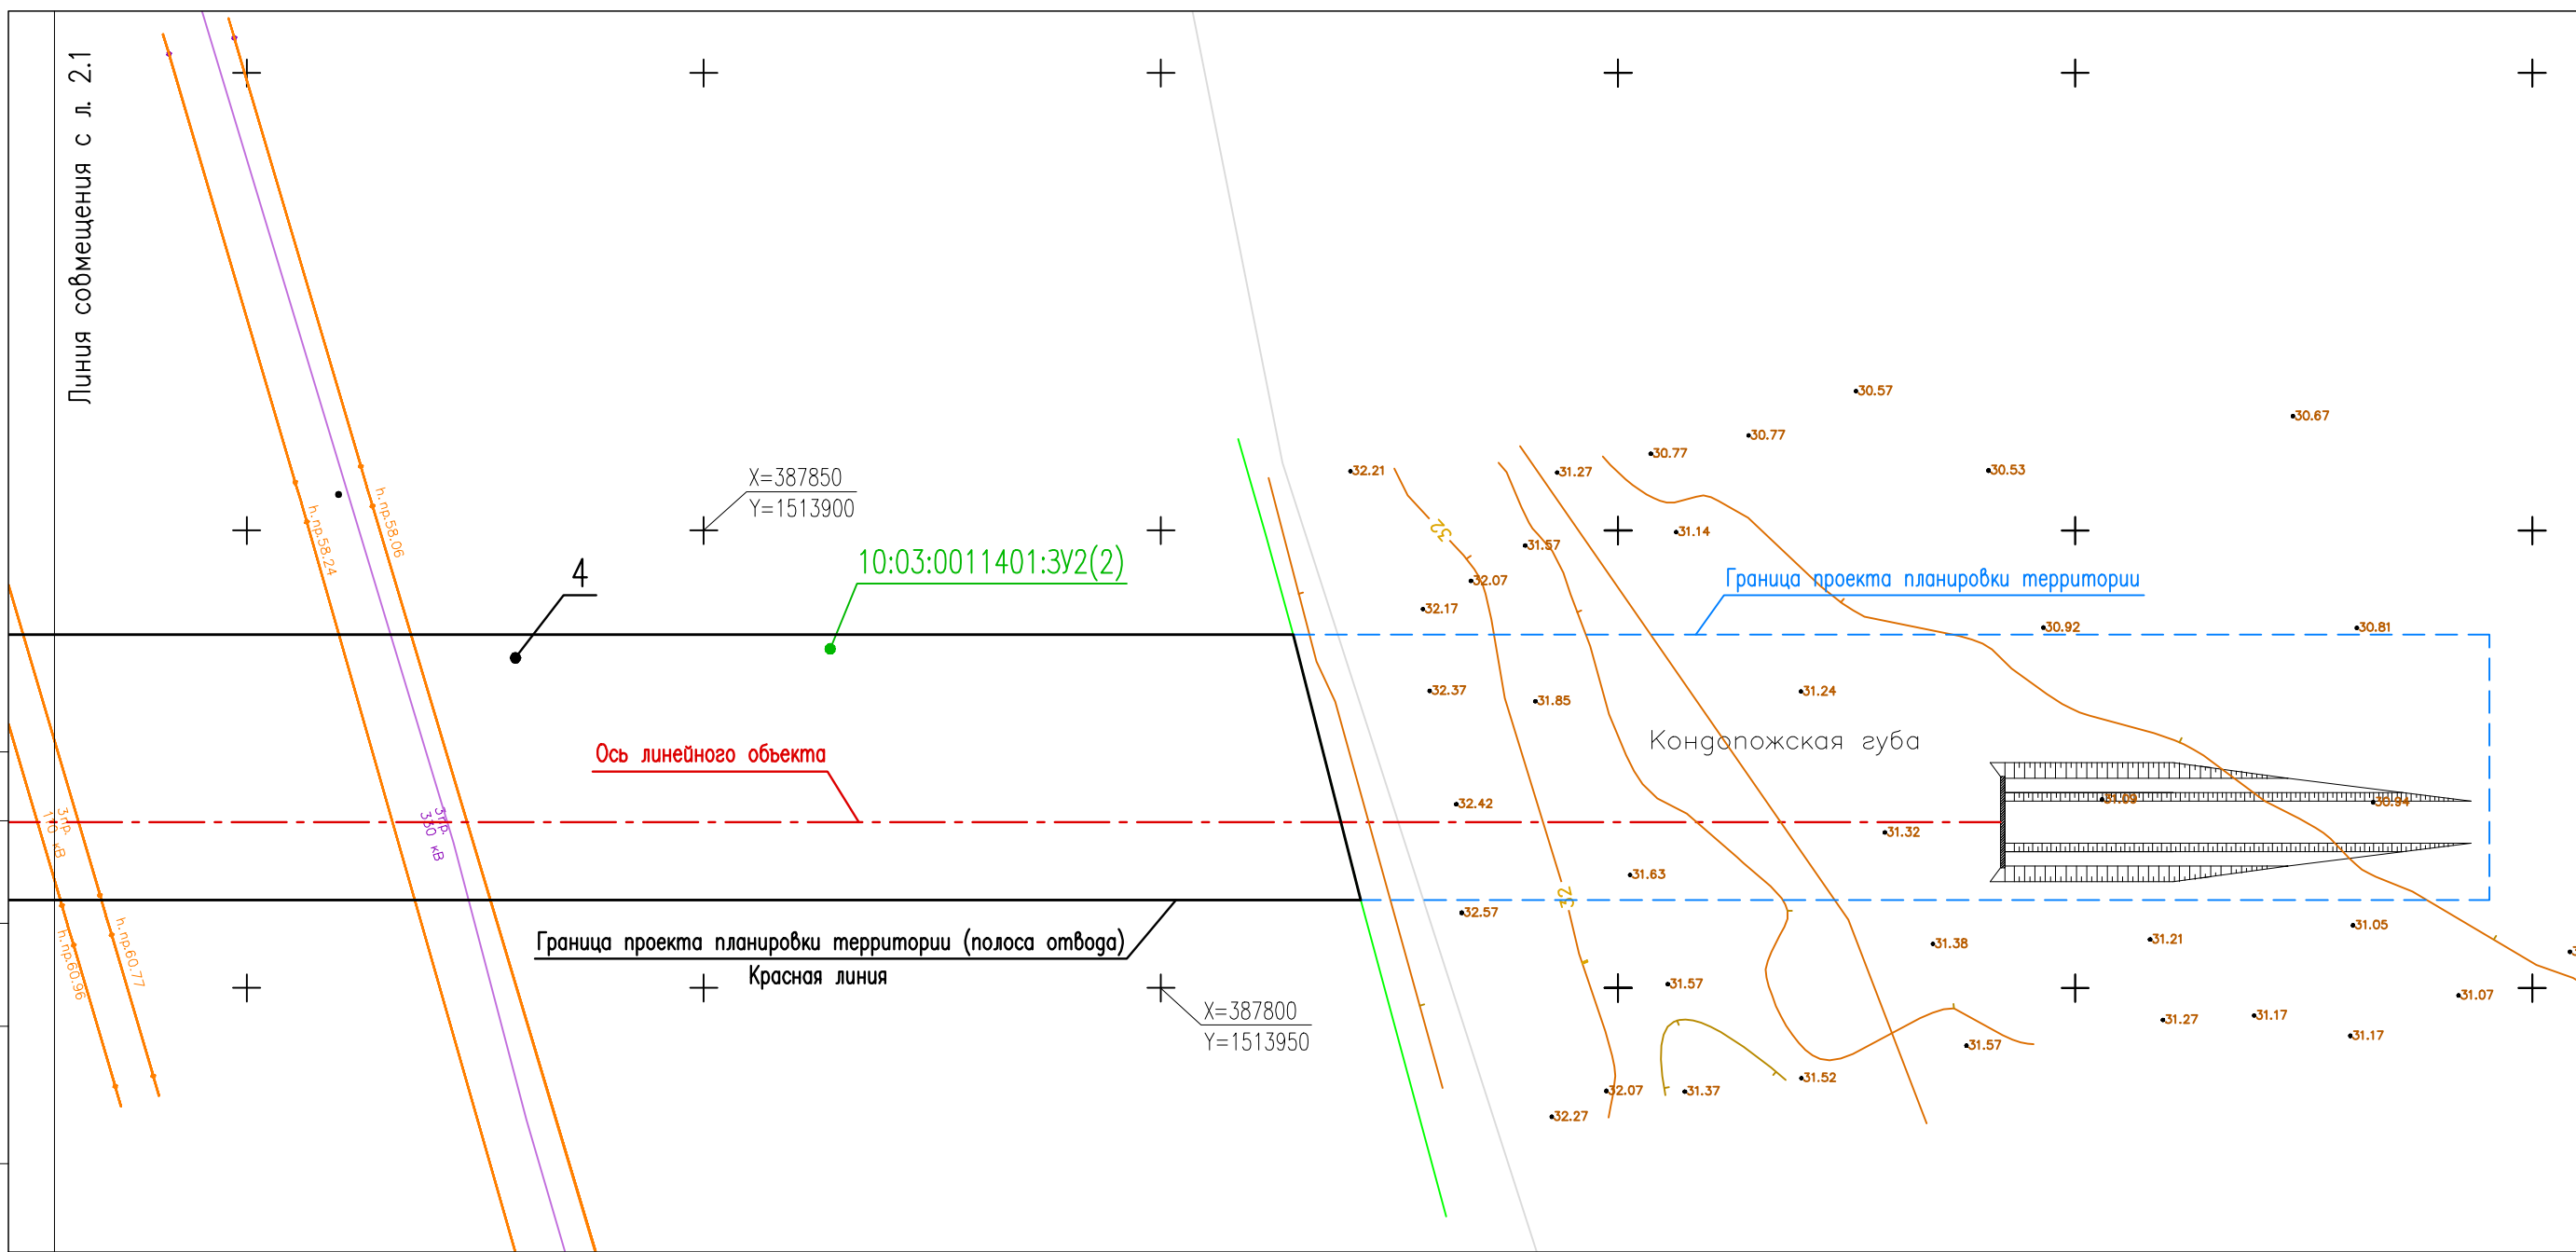 Линия совмещения с л. 2.1
h.пр.58.24
h.пр.58.06
X=387850
Y=1513900
4
10:03:0011401:ЗУ2(2)
Граница проекта планировки территории
Ось линейного объекта
Кондопожская губа
3пр.
110 кВ
3пр.
330 кВ
h.пр.60.96
h.пр.60.77
Граница проекта планировки территории (полоса отвода)
Красная линия
X=387800
Y=1513950
32
32
30.57
30.67
30.77
30.77
32.21
31.27
30.53
31.14
31.57
32.07
32.17
30.92
30.81
32.37
31.85
31.24
31.09
30.94
32.42
31.32
31.63
32.57
31.05
31.21
31.38
31.57
31.07
31.17
31.27
31.17
31.57
31.52
32.07
31.37
32.27